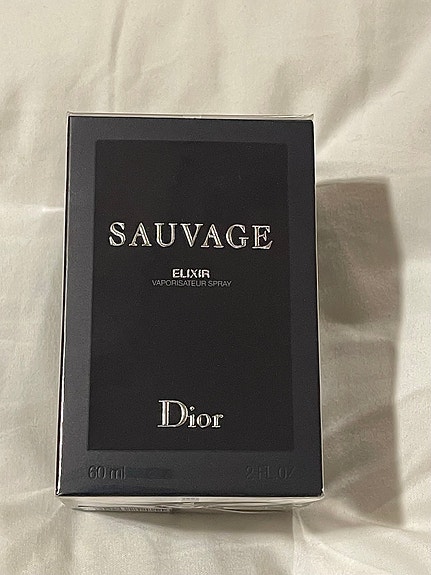 SAUVAGE
ELIXIR
VAPORISATEUR SPRAY
Dior
60 ml 2 FL.OZ